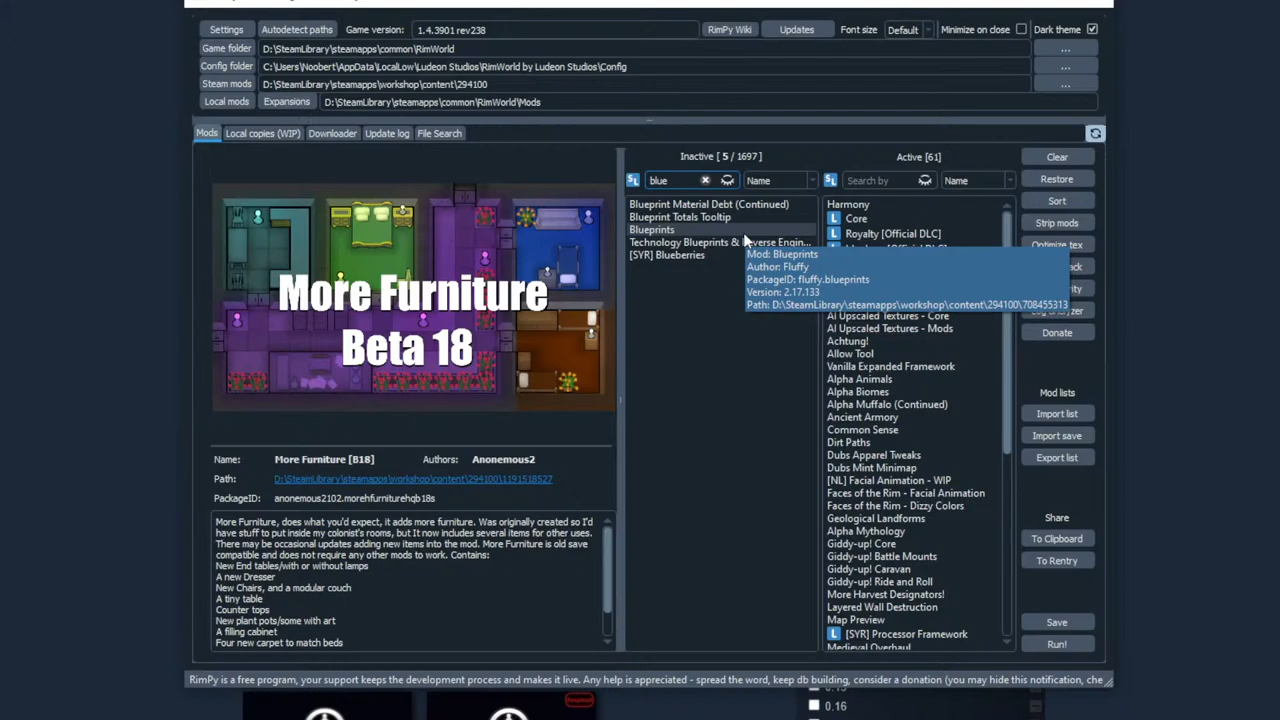 Settings
Autodetect paths
Game version:
1.4.3901 rev238
RimPy Wiki
Updates
Font size
Default
Minimize on close
Dark theme
Game folder
D:\SteamLibrary\steamapps\common\RimWorld
...
Config folder
C:\Users\Noobert\AppData\LocalLow\Ludeon Studios\RimWorld by Ludeon Studios\Config
...
Steam mods
D:\SteamLibrary\steamapps\workshop\content\294100
...
Local mods
Expansions
D:\SteamLibrary\steamapps\common\RimWorld\Mods
Mods
Local copies (WIP)
Downloader
Update log
File Search
More Furniture
Beta 18
Name:
More Furniture [B18]
Authors:
Anonemous2
Path:
D:\SteamLibrary\steamapps\workshop\content\294100\1191518527
PackageID:
anonemous2102.morehfurniturehqb18s
More Furniture, does what you'd expect, it adds more furniture. Was originally created so I'd
have stuff to put inside my colonist's rooms, but It now includes several items for other uses.
There may be occasional updates adding new items into the mod. More Furniture is old save
compatible and does not require any other mods to work. Contains:
New End tables/with or without lamps
A new Dresser
New Chairs, and a modular couch
A tiny table
Counter tops
New plant pots/some with art
A filling cabinet
Four new carpet to match beds
Inactive [ 5 / 1697 ]
SL
blue
Name
Blueprint Material Debt (Continued)
Blueprint Totals Tooltip
Blueprints
Technology Blueprints & Reverse Engin...
[SYR] Blueberries
Mod: Blueprints
Author: Fluffy
PackageID: fluffy.blueprints
Version: 2.17.133
Path: D:\SteamLibrary\steamapps\workshop\content\294100\708455313
Active [61]
SL
Search by
Name
Harmony
L Core
L Royalty [Official DLC]
AI Upscaled Textures - Core
AI Upscaled Textures - Mods
Achtung!
Allow Tool
Vanilla Expanded Framework
Alpha Animals
Alpha Biomes
Alpha Muffalo (Continued)
Ancient Armory
Common Sense
Dirt Paths
Dubs Apparel Tweaks
Dubs Mint Minimap
[NL] Facial Animation - WIP
Faces of the Rim - Facial Animation
Faces of the Rim - Dizzy Colors
Geological Landforms
Alpha Mythology
Giddy-up! Core
Giddy-up! Battle Mounts
Giddy-up! Caravan
Giddy-up! Ride and Roll
More Harvest Designators!
Layered Wall Destruction
Map Preview
L [SYR] Processor Framework
Medieval Overhaul
Clear
Restore
Sort
Strip mods
Optimize tex
Donate
Mod lists
Import list
Import save
Export list
Share
To Clipboard
To Rentry
Save
Run!
RimPy is a free program, your support keeps the development process and makes it live. Any help is appreciated - spread the word, keep db building, consider a donation (you may hide this notification, che
0.16